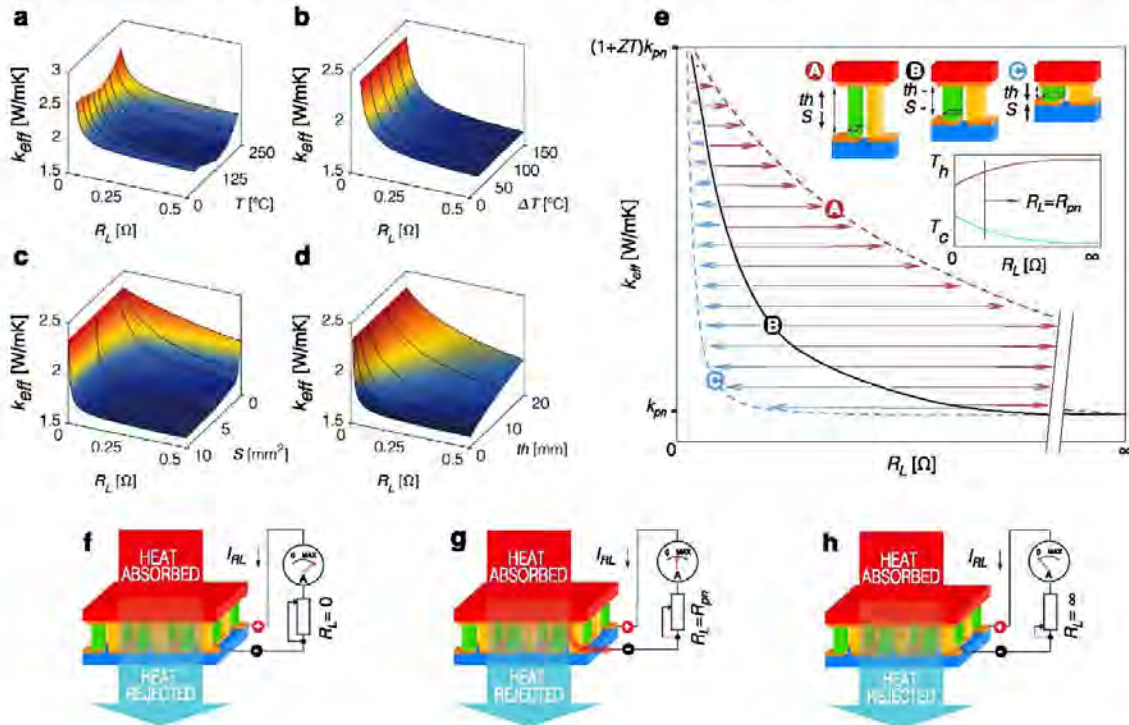 a
3
2.5
2
1.5
k_eff [W/mK]
0
0.25
0.5
R_L [Ω]
0
125
250
T [°C]
b
2.5
2
1.5
k_eff [W/mK]
0
0.25
0.5
R_L [Ω]
0
50
100
150
ΔT [°C]
c
2.5
2
1.5
k_eff [W/mK]
0
0.25
0.5
R_L [Ω]
10
5
0
S [mm²]
d
2.5
2
1.5
k_eff [W/mK]
0
0.25
0.5
R_L [Ω]
0
10
20
th [mm]
e
(1+ZT)k_pn
k_eff [W/mK]
k_pn
0
R_L [Ω]
∞
A
B
C
th
S
th
S
th
S
A
B
C
T_h
T_c
R_L=R_pn
0
R_L [Ω]
∞
f
HEAT
ABSORBED
HEAT
REJECTED
I_RL
0 MAX
A
R_L = 0
+
-
g
HEAT
ABSORBED
HEAT
REJECTED
I_RL
0 MAX
A
R_L=R_pn
+
-
h
HEAT
ABSORBED
HEAT
REJECTED
I_RL
0 MAX
A
R_L = ∞
+
-